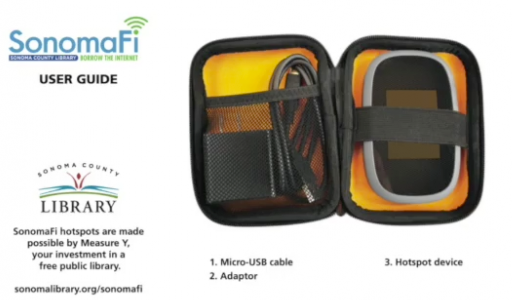 SonomaFi
SONOMA COUNTY LIBRARY BORROW THE INTERNET
USER GUIDE
SONOMA COUNTY
LIBRARY
SonomaFi hotspots are made
possible by Measure Y,
your investment in a
free public library.
sonomalibrary.org/sonomafi
1. Micro-USB cable
2. Adaptor
3. Hotspot device